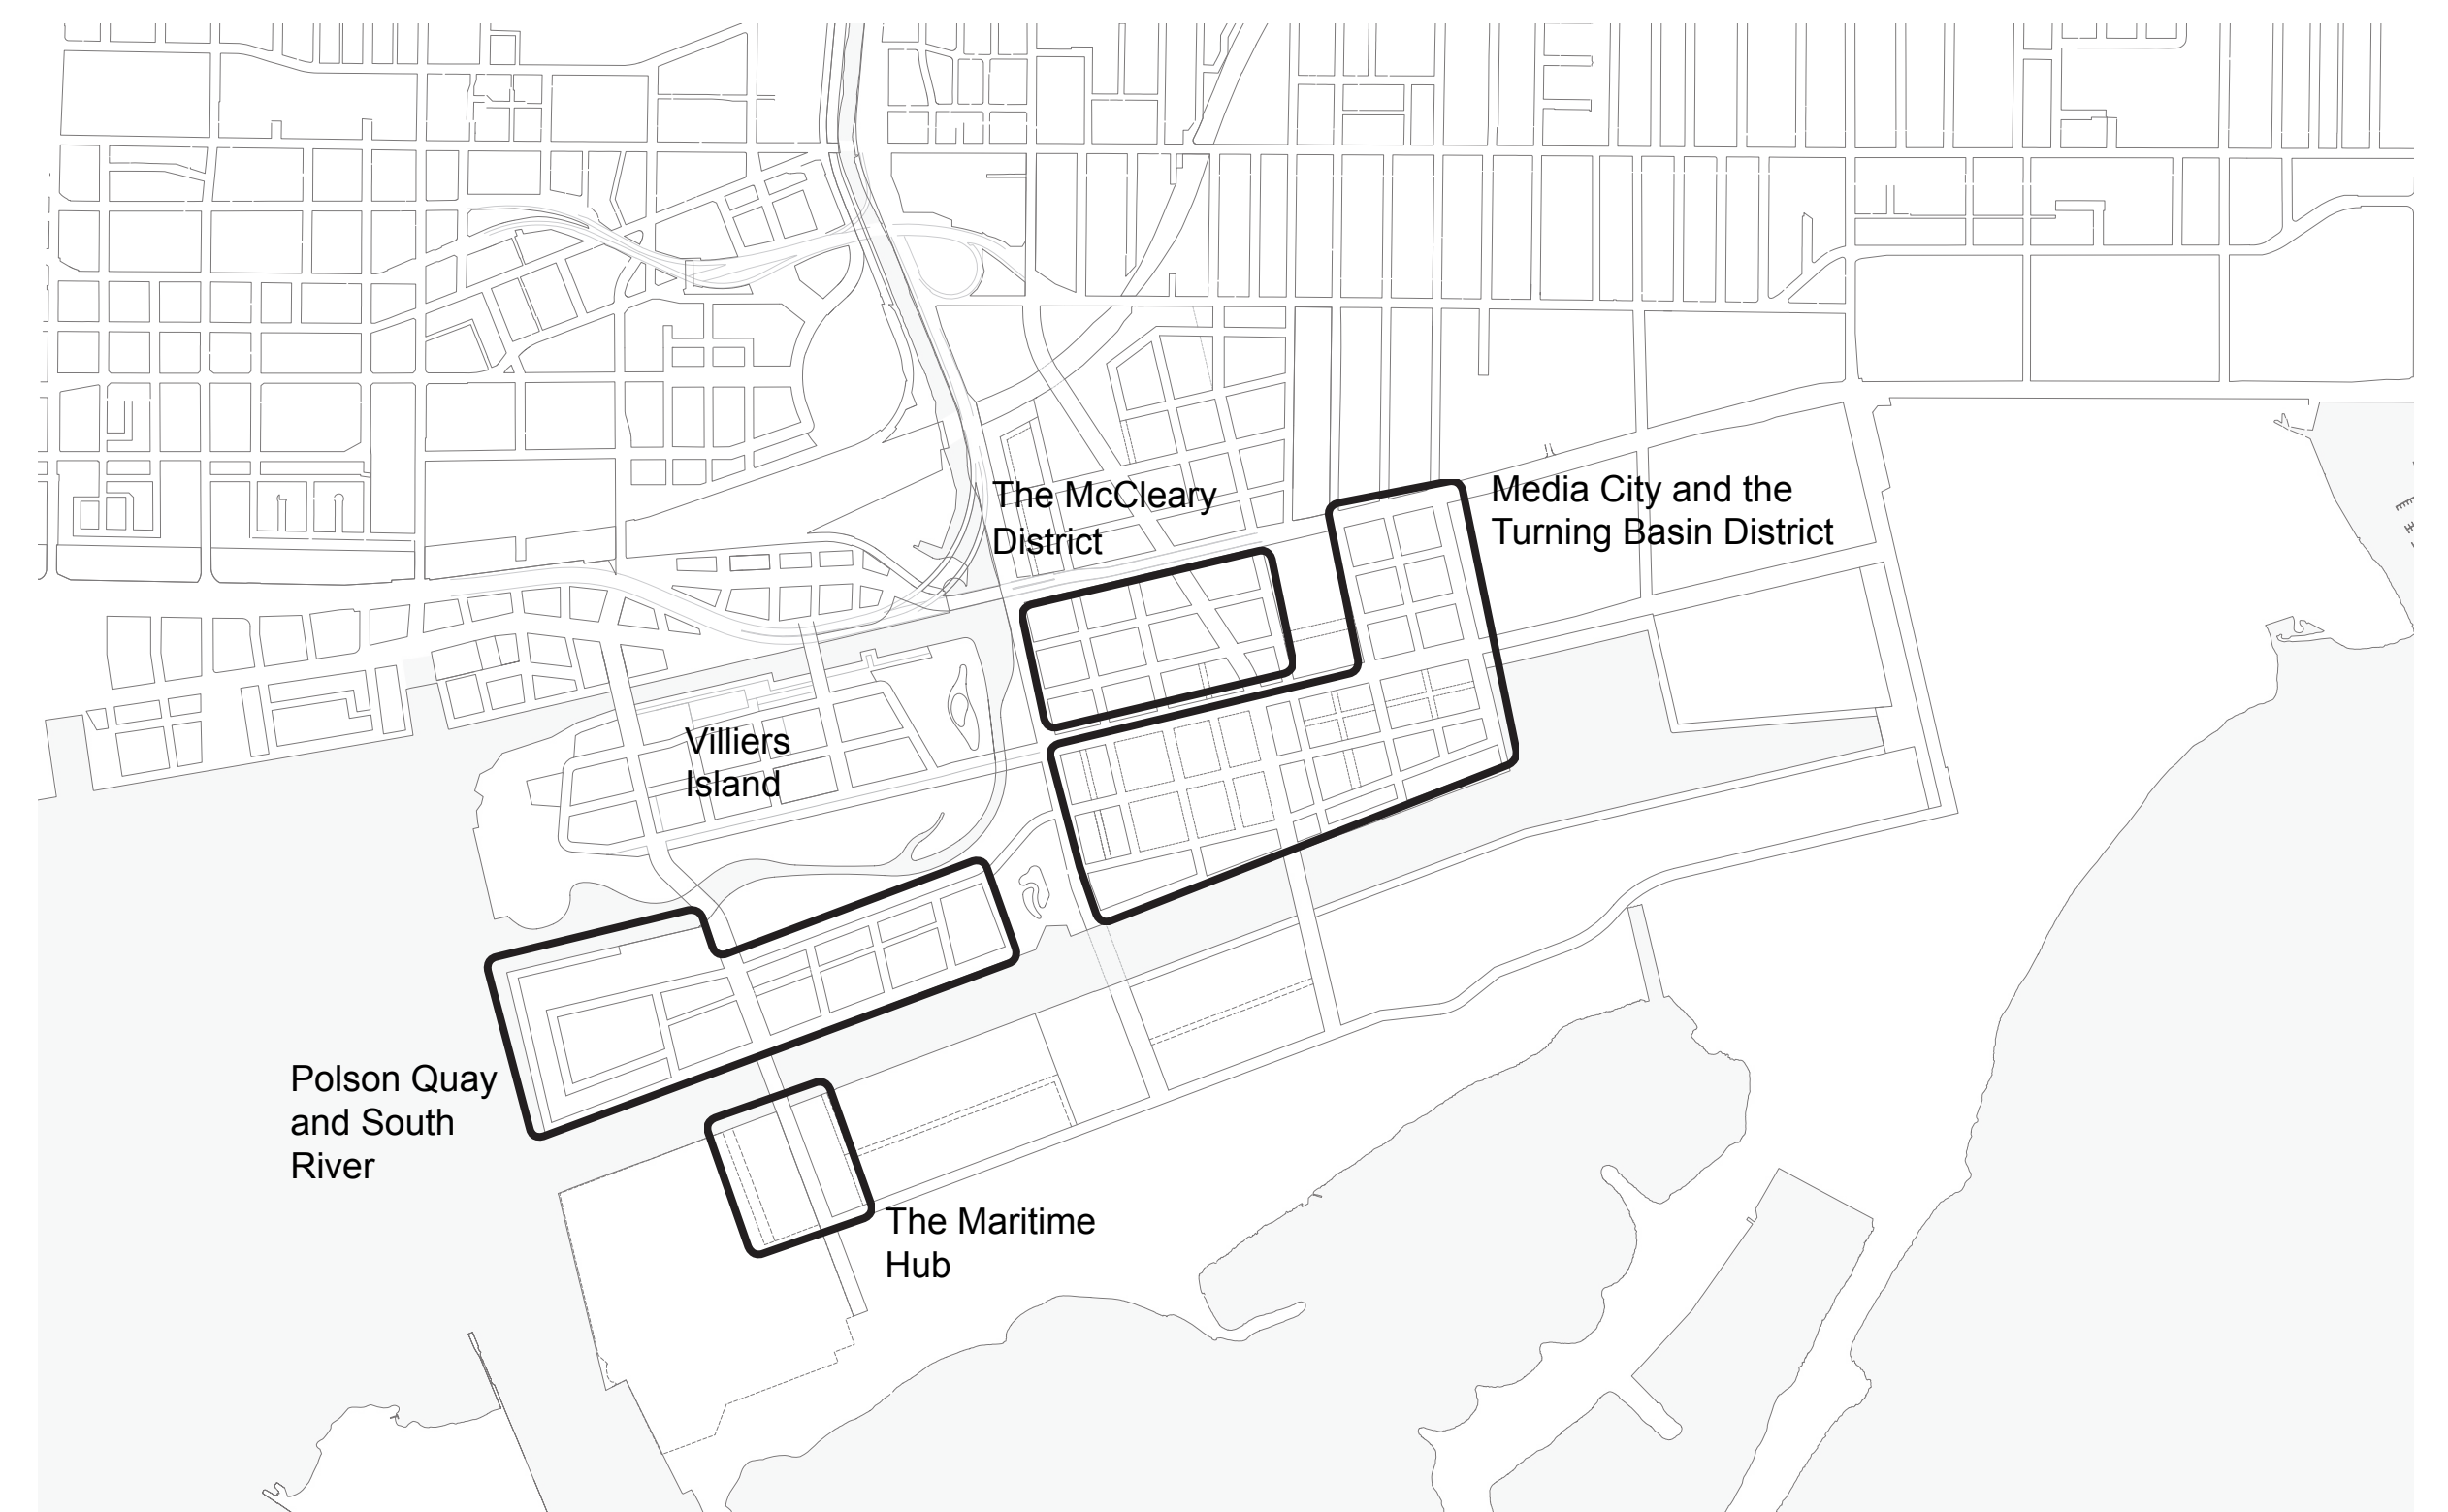 The McCleary
District
Media City and the
Turning Basin District
Villiers
Island
Polson Quay
and South
River
The Maritime
Hub